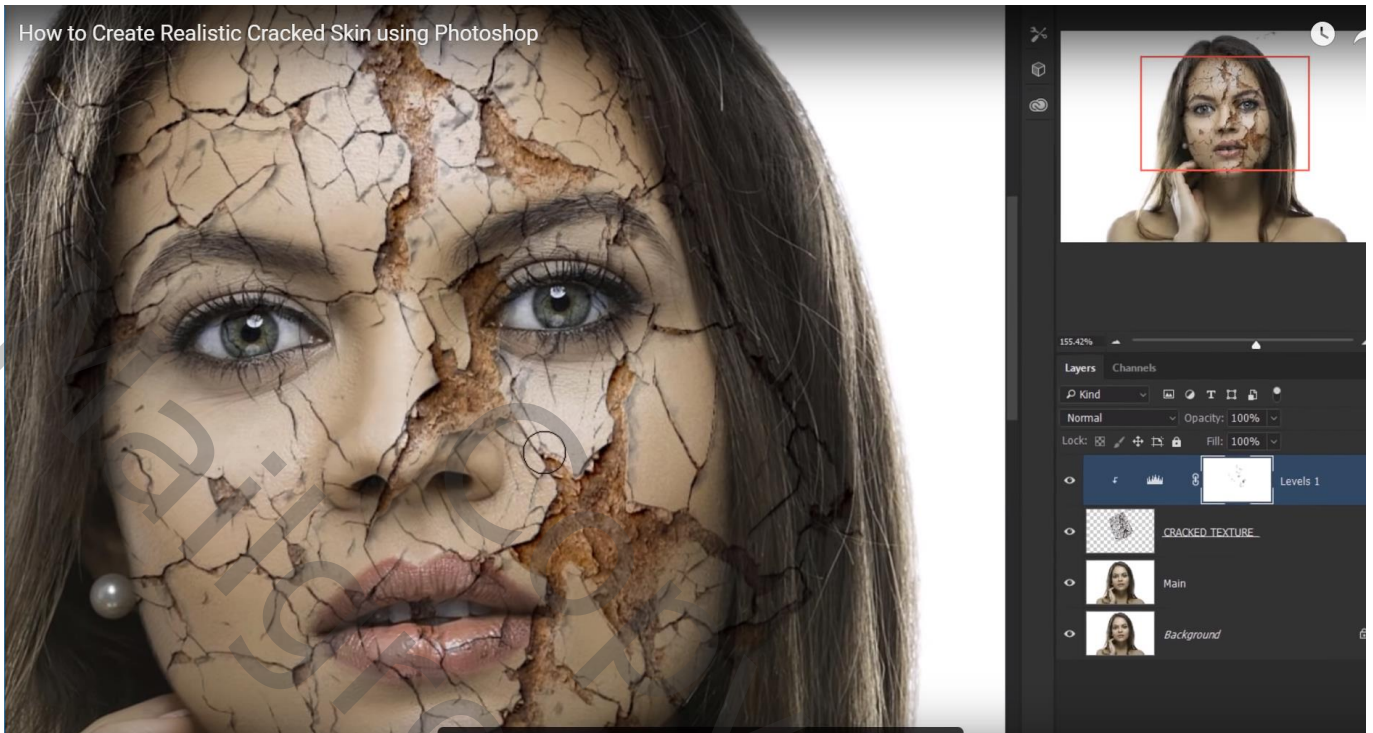 How to Create Realistic Cracked Skin using Photoshop
155.42%
Layers Channels
Kind
Normal Opacity: 100%
Lock: Fill: 100%
Levels 1
CRACKED TEXTURE
Main
Background